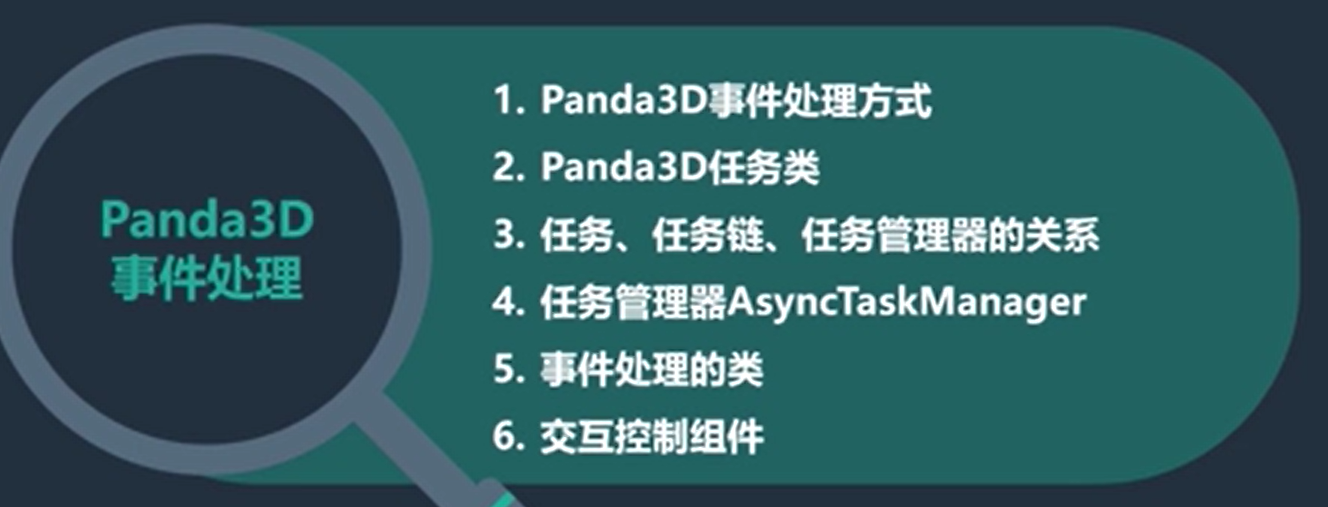 Panda3D
事件处理
1. Panda3D事件处理方式
2. Panda3D任务类
3. 任务、任务链、任务管理器的关系
4. 任务管理器AsyncTaskManager
5. 事件处理的类
6. 交互控制组件